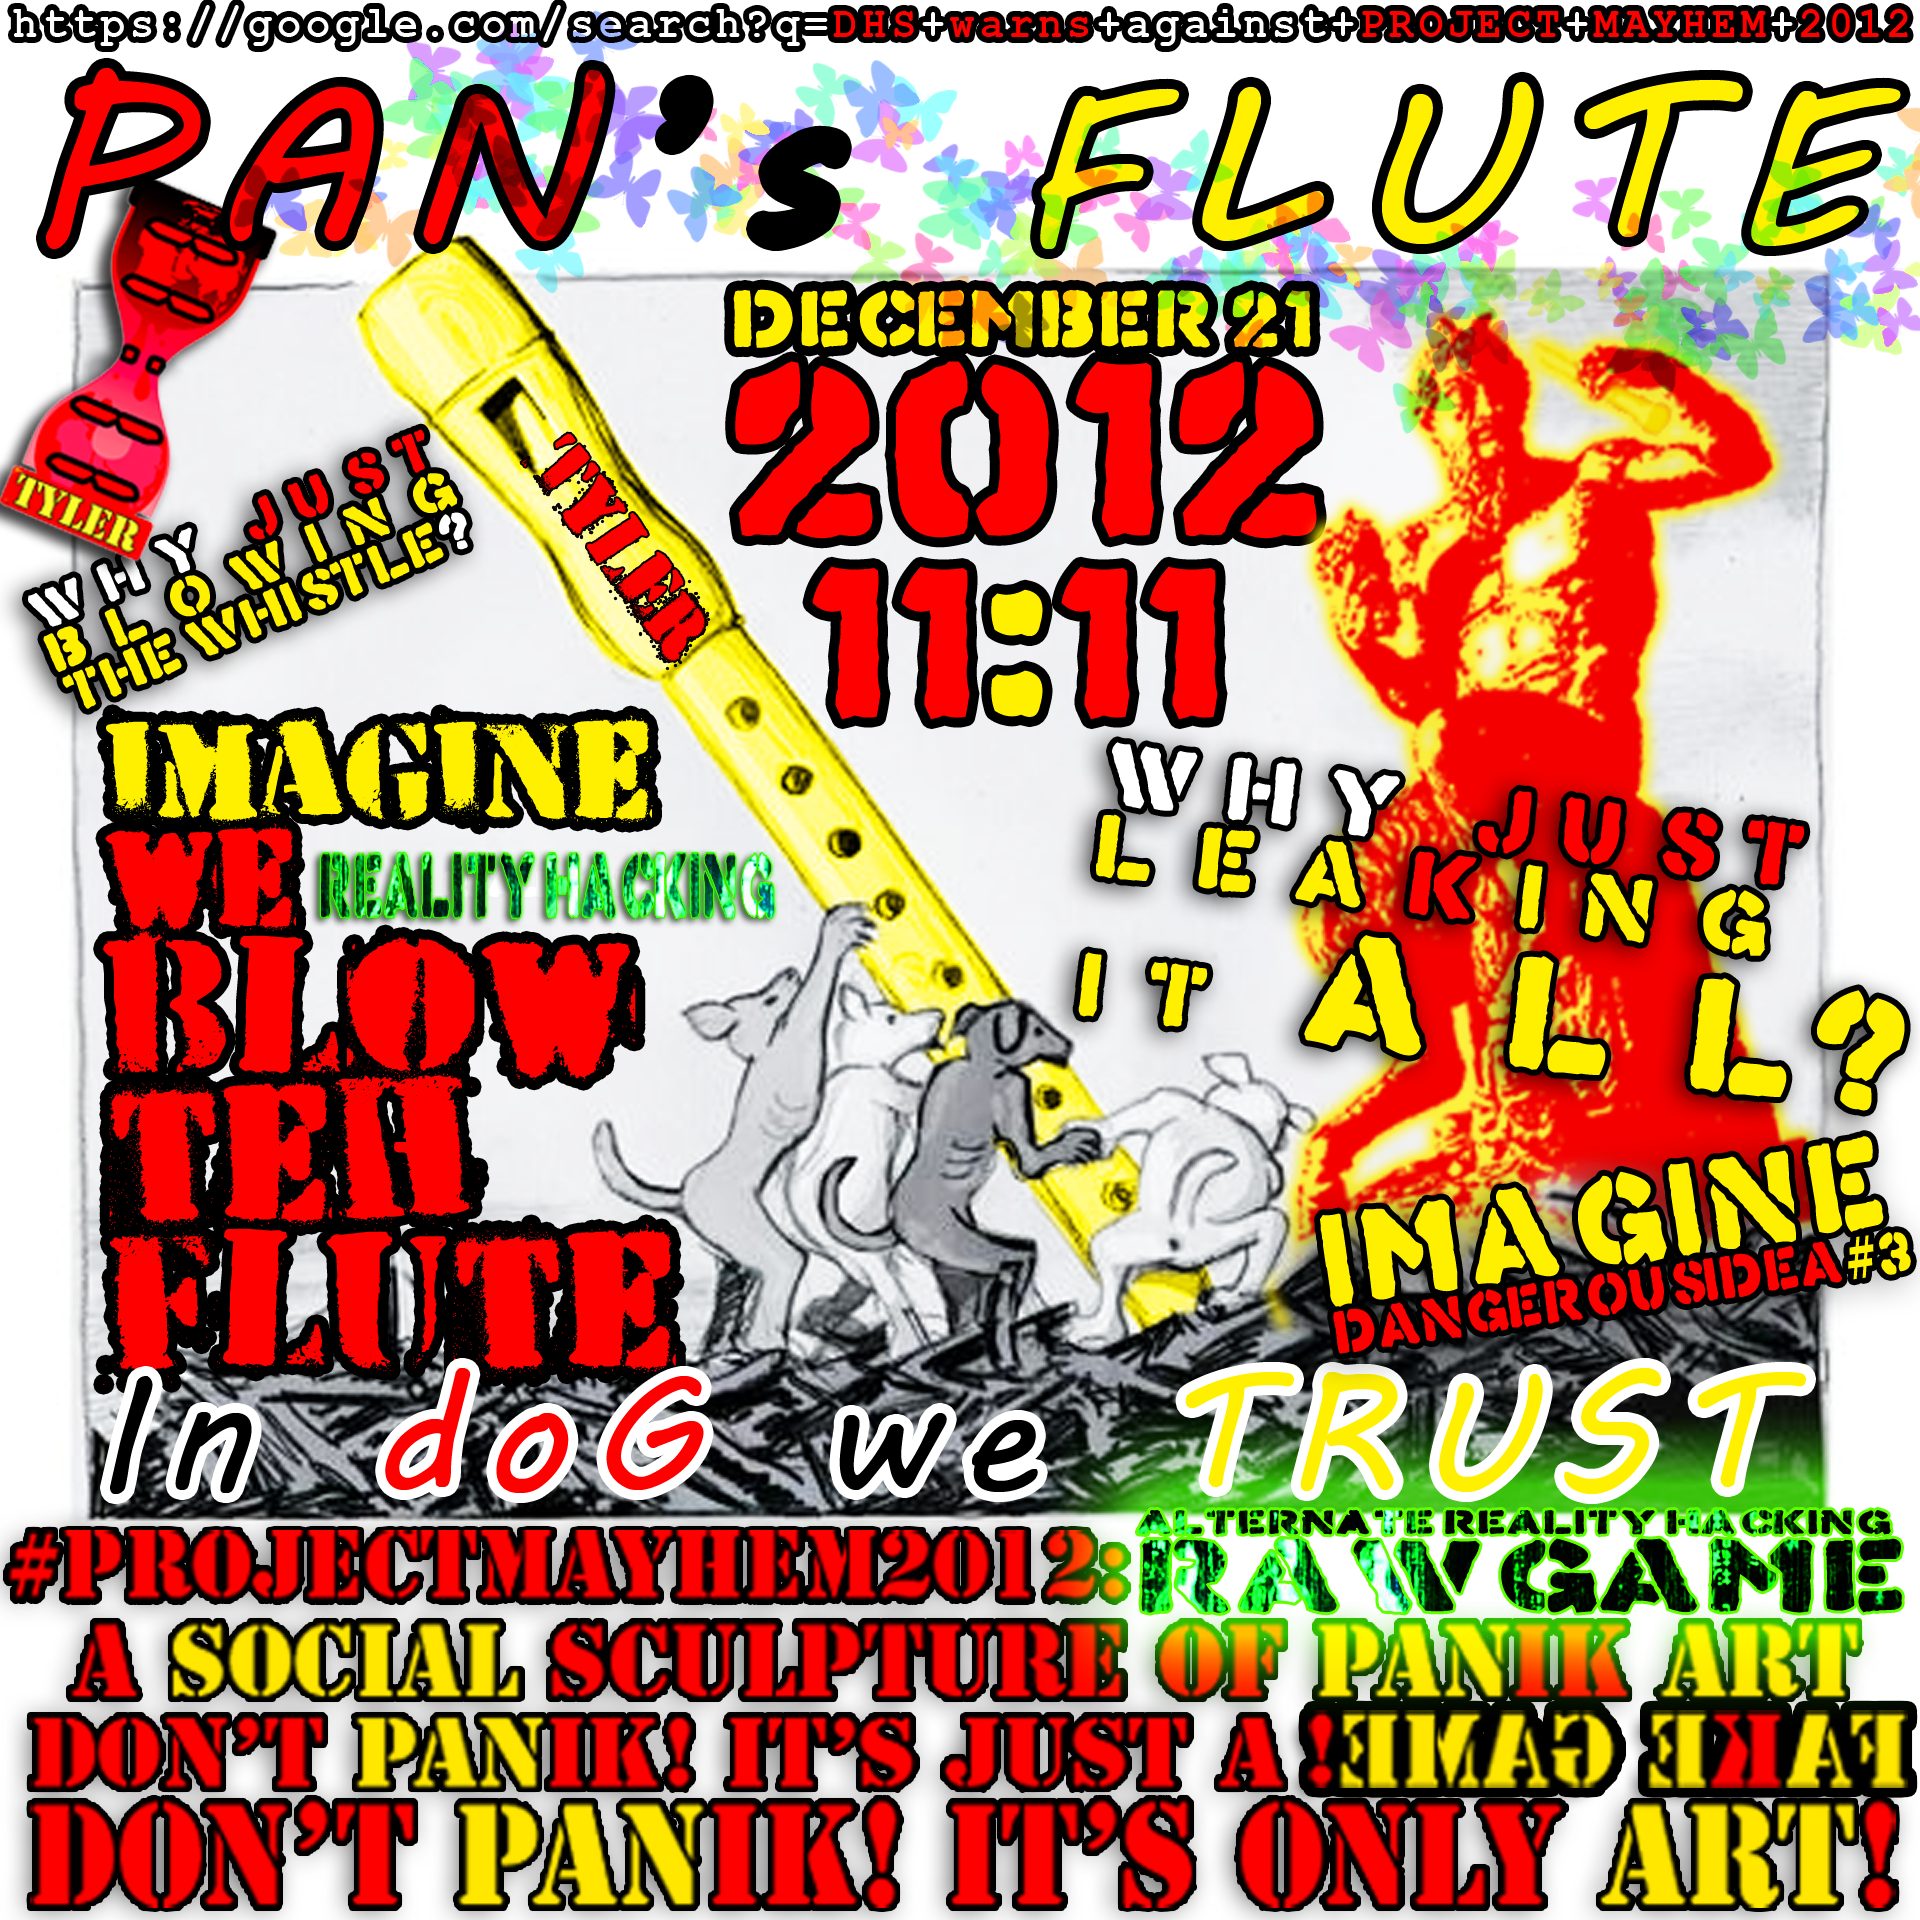 https://google.com/search?q=DHS+warns+against+PROJECT+MAYHEM+2012
PAN's FLUTE
DECEMBER 21
2012
11:11
TYLER
TYLER
WHY JUST
BLOWING
THE WHISTLE?
IMAGINE
WE
REALITY HACKING
BLOW
TEH
FLUTE
WHY JUST
LEAKING
IT ALL?
IMAGINE
DANGEROUS IDEA #3
In doG we TRUST
ALTERNATE REALITY HACKING
#PROJECTMAYHEM2012: RAW GAME
A SOCIAL SCULPTURE OF PANIK ART
DON'T PANIK! IT'S JUST A FAKE GAME!
DON'T PANIK! IT'S ONLY ART!